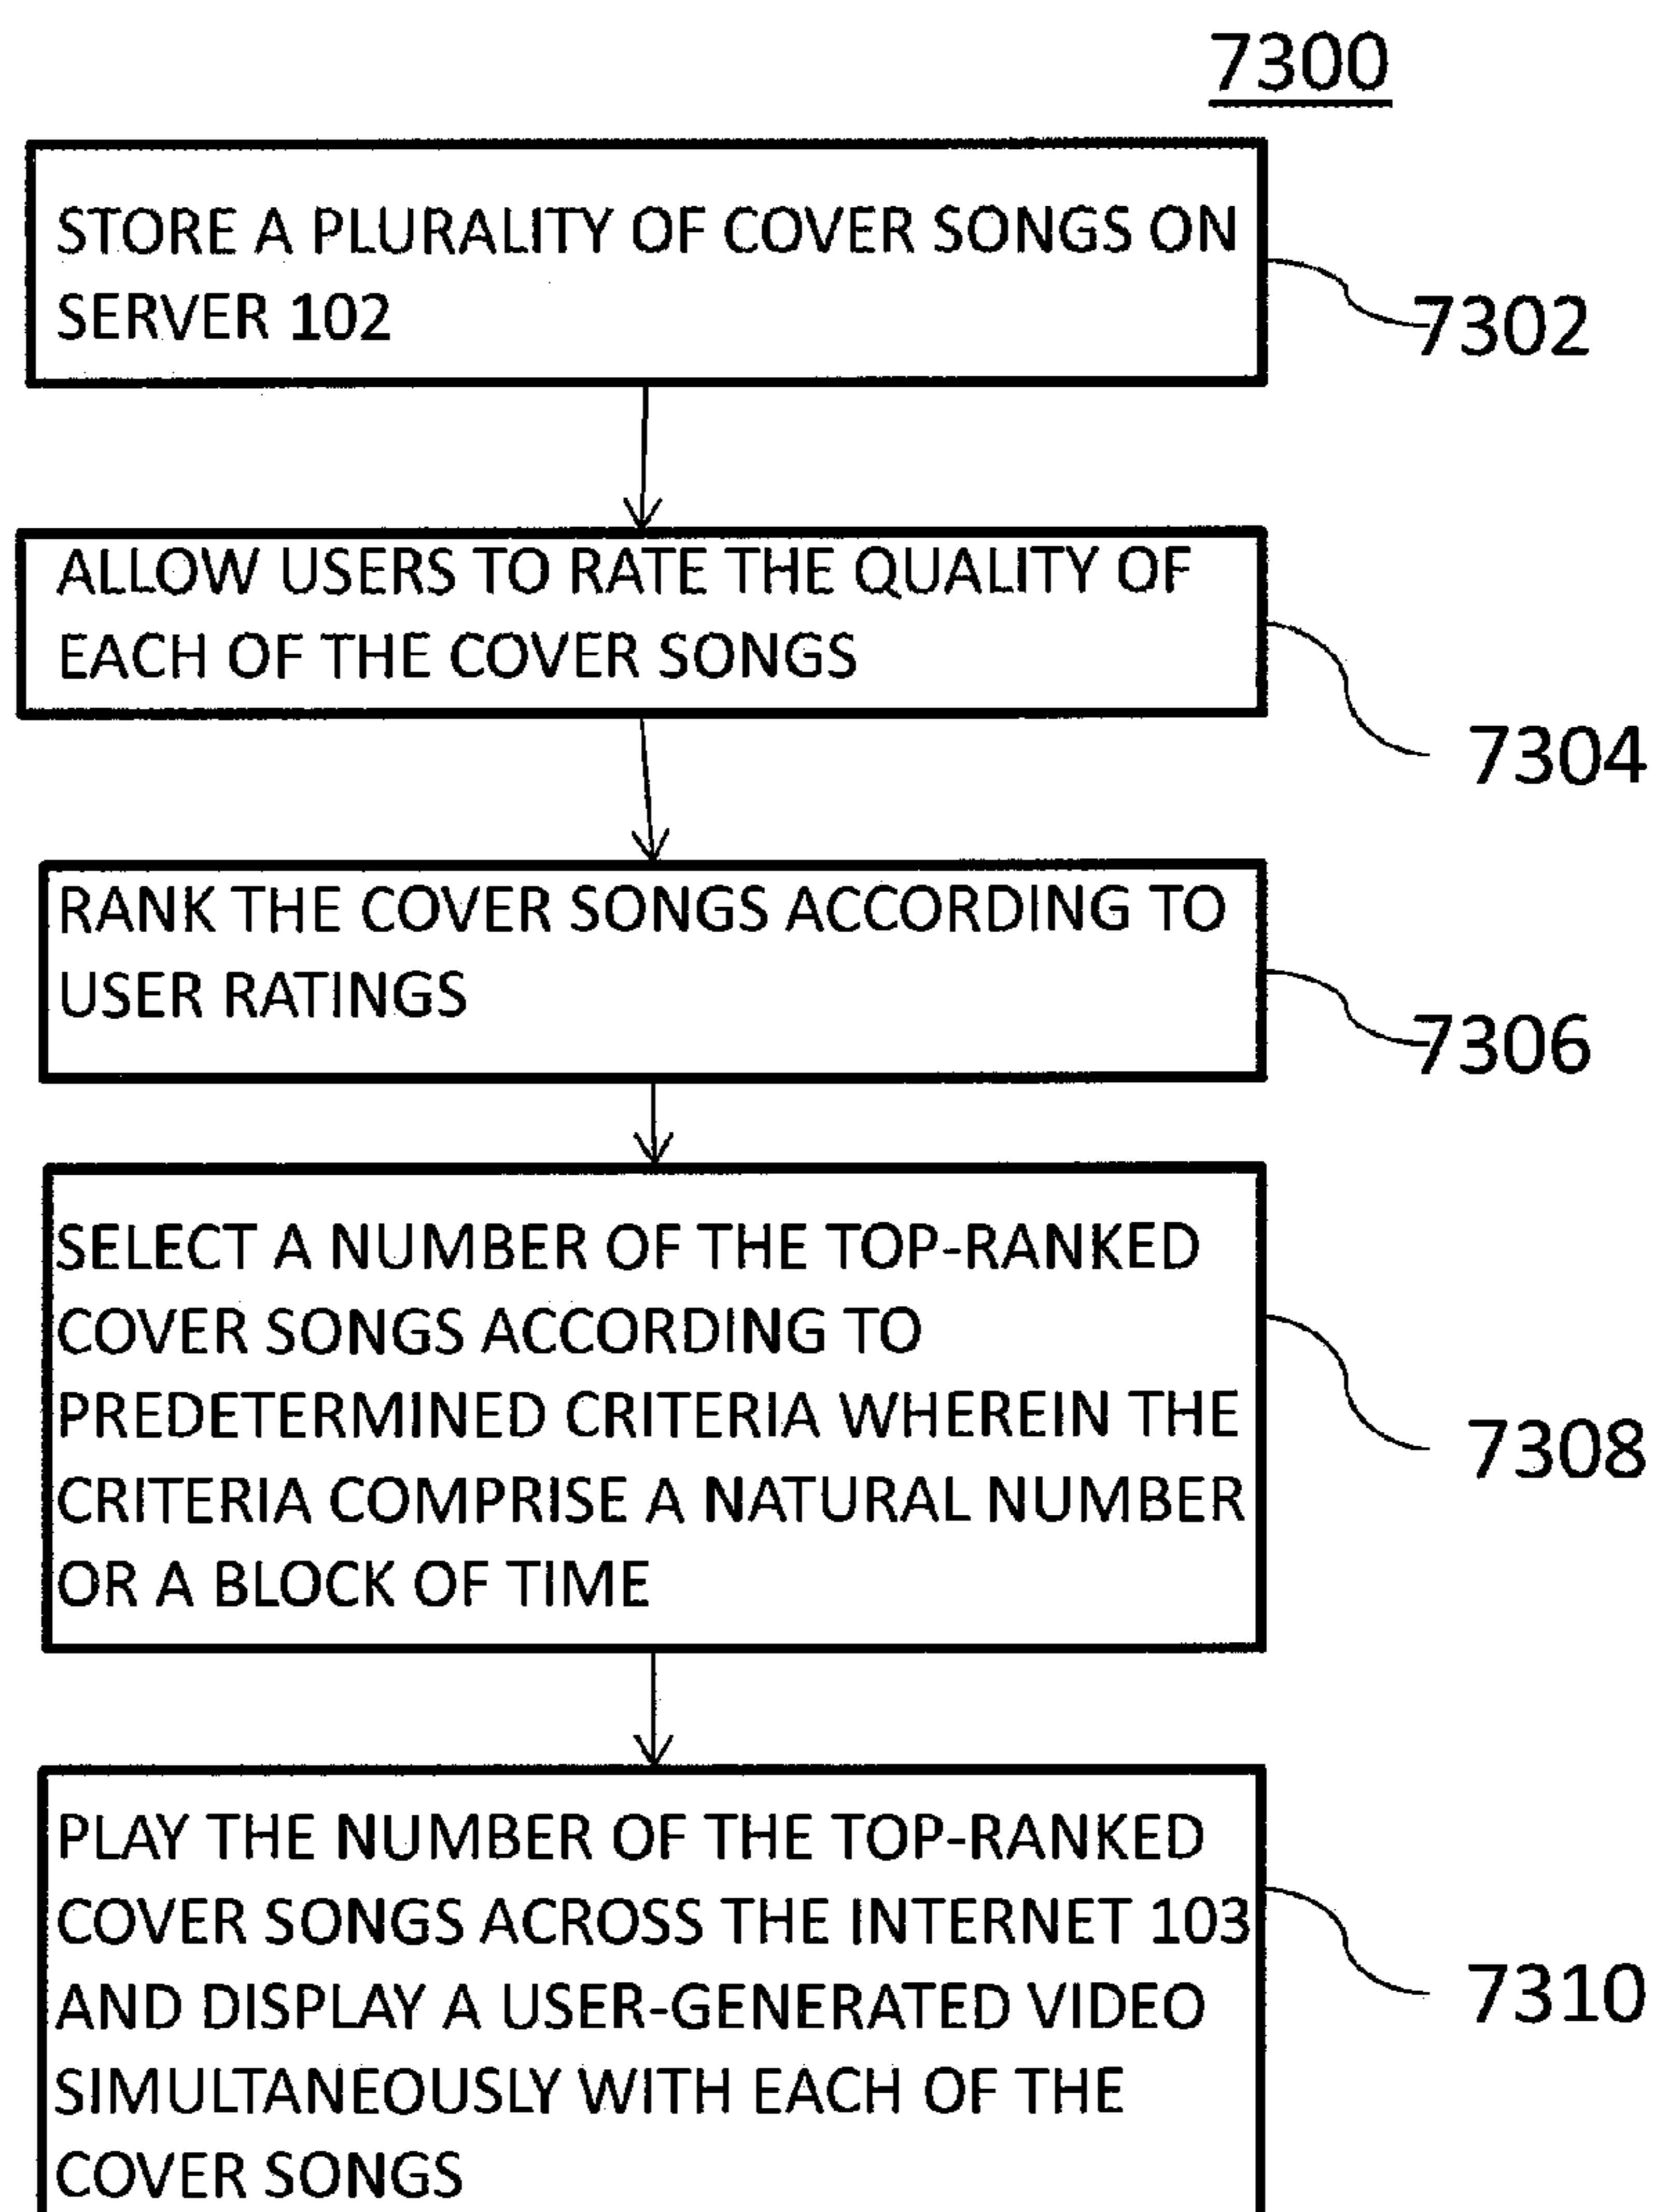 7300
STORE A PLURALITY OF COVER SONGS ON
SERVER 102
7302
ALLOW USERS TO RATE THE QUALITY OF
EACH OF THE COVER SONGS
7304
RANK THE COVER SONGS ACCORDING TO
USER RATINGS
7306
SELECT A NUMBER OF THE TOP-RANKED
COVER SONGS ACCORDING TO
PREDETERMINED CRITERIA WHEREIN THE
CRITERIA COMPRISE A NATURAL NUMBER
OR A BLOCK OF TIME
7308
PLAY THE NUMBER OF THE TOP-RANKED
COVER SONGS ACROSS THE INTERNET 103
AND DISPLAY A USER-GENERATED VIDEO
SIMULTANEOUSLY WITH EACH OF THE
COVER SONGS
7310